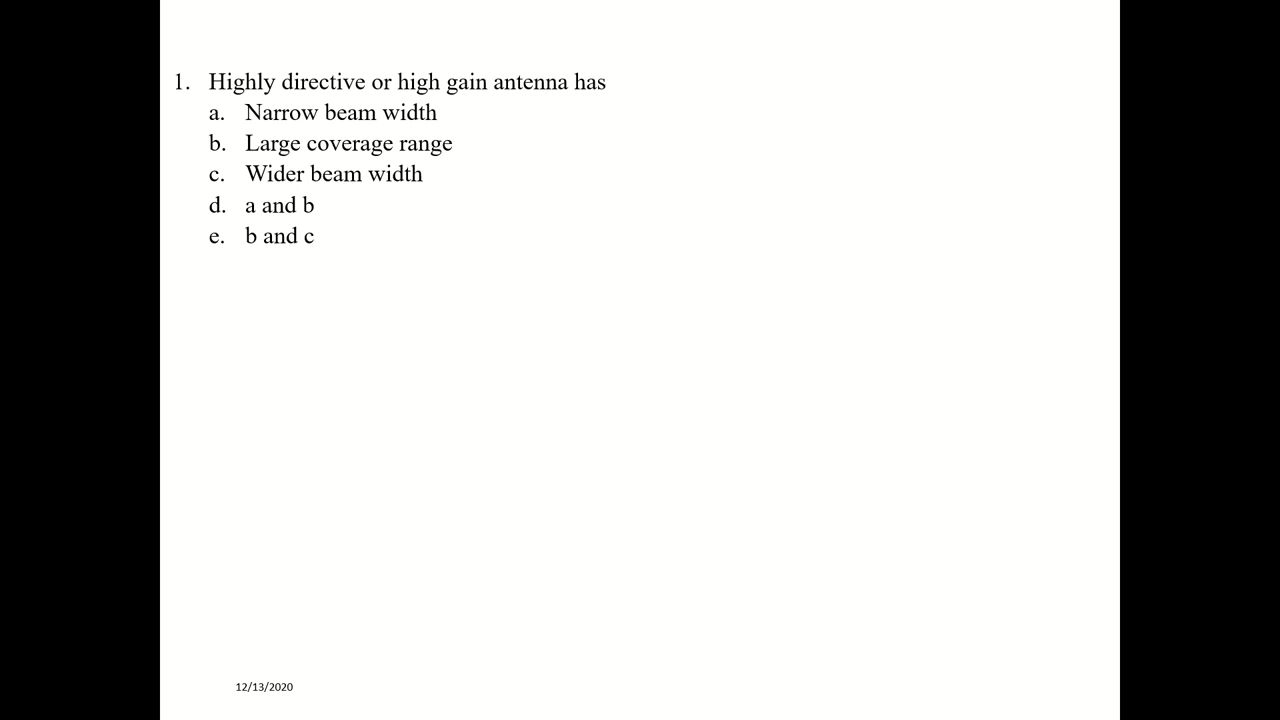 1. Highly directive or high gain antenna has
a. Narrow beam width
b. Large coverage range
c. Wider beam width
d. a and b
e. b and c
12/13/2020